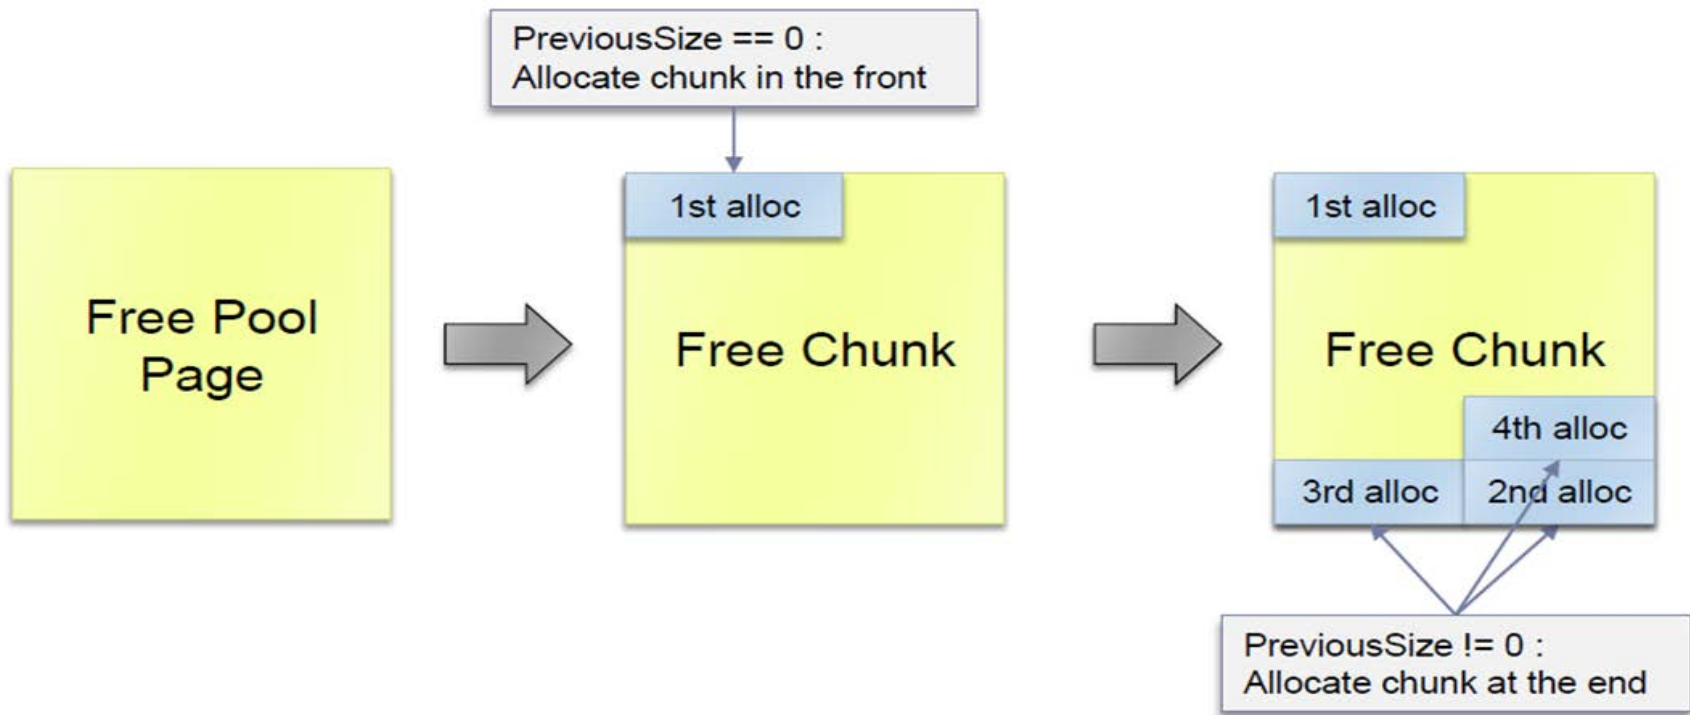 PreviousSize == 0 :
Allocate chunk in the front
Free Pool
Page
1st alloc
Free Chunk
1st alloc
Free Chunk
4th alloc
3rd alloc
2nd alloc
PreviousSize != 0 :
Allocate chunk at the end